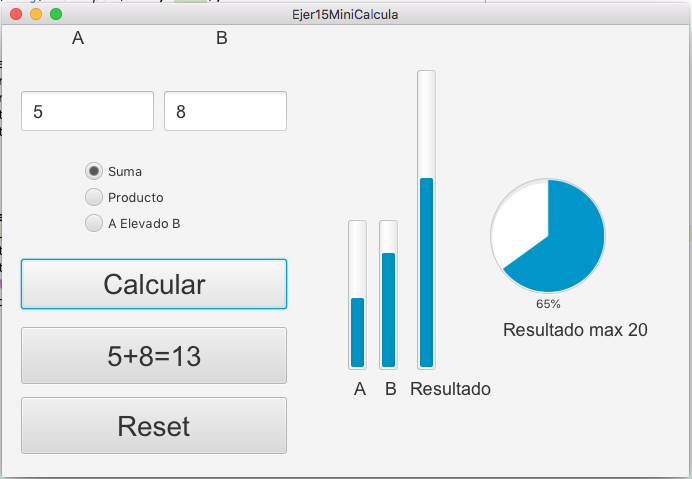 Ejer15MiniCalcula
A B
5 8
Suma
Producto
A Elevado B
Calcular
5+8=13
Reset
A B Resultado
65%
Resultado max 20